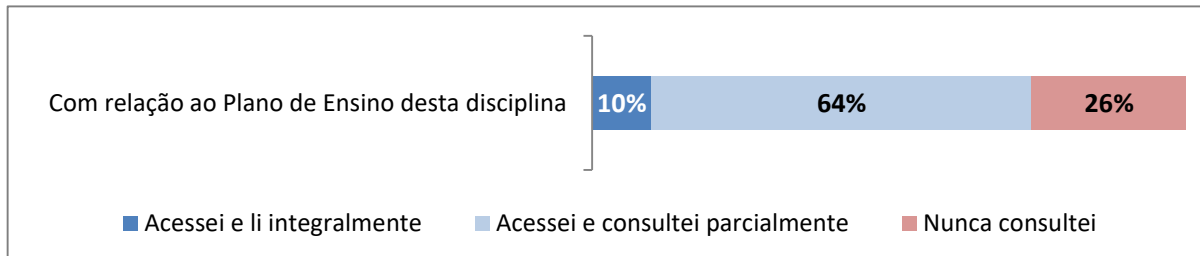 Com relação ao Plano de Ensino desta disciplina 10% 64% 26%
Acessei e li integralmente Acessei e consultei parcialmente Nunca consultei